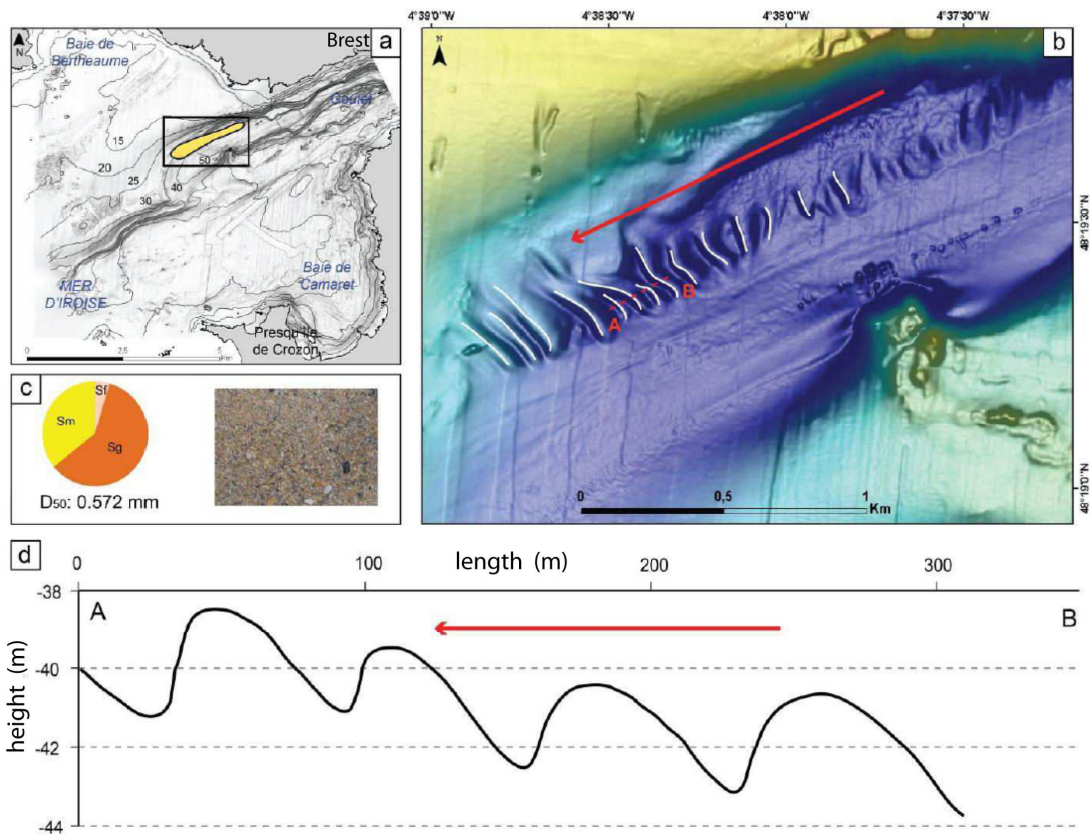 Brest
a
N
Baie de
Bertheaume
Goulet
15
20
25
50
40
30
MER
D'IROISE
Baie de
Camaret
Presqu'île
de Crozon
0
2,5
5
Km
c
Sf
Sm
Sg
D50: 0.572 mm
4°39'0"W
4°38'30"W
4°38'0"W
4°37'30"W
b
N
48°19'30"N
48°19'0"N
A
B
0
0,5
1
Km
d
length (m)
0
100
200
300
height (m)
-38
-40
-42
-44
A
B